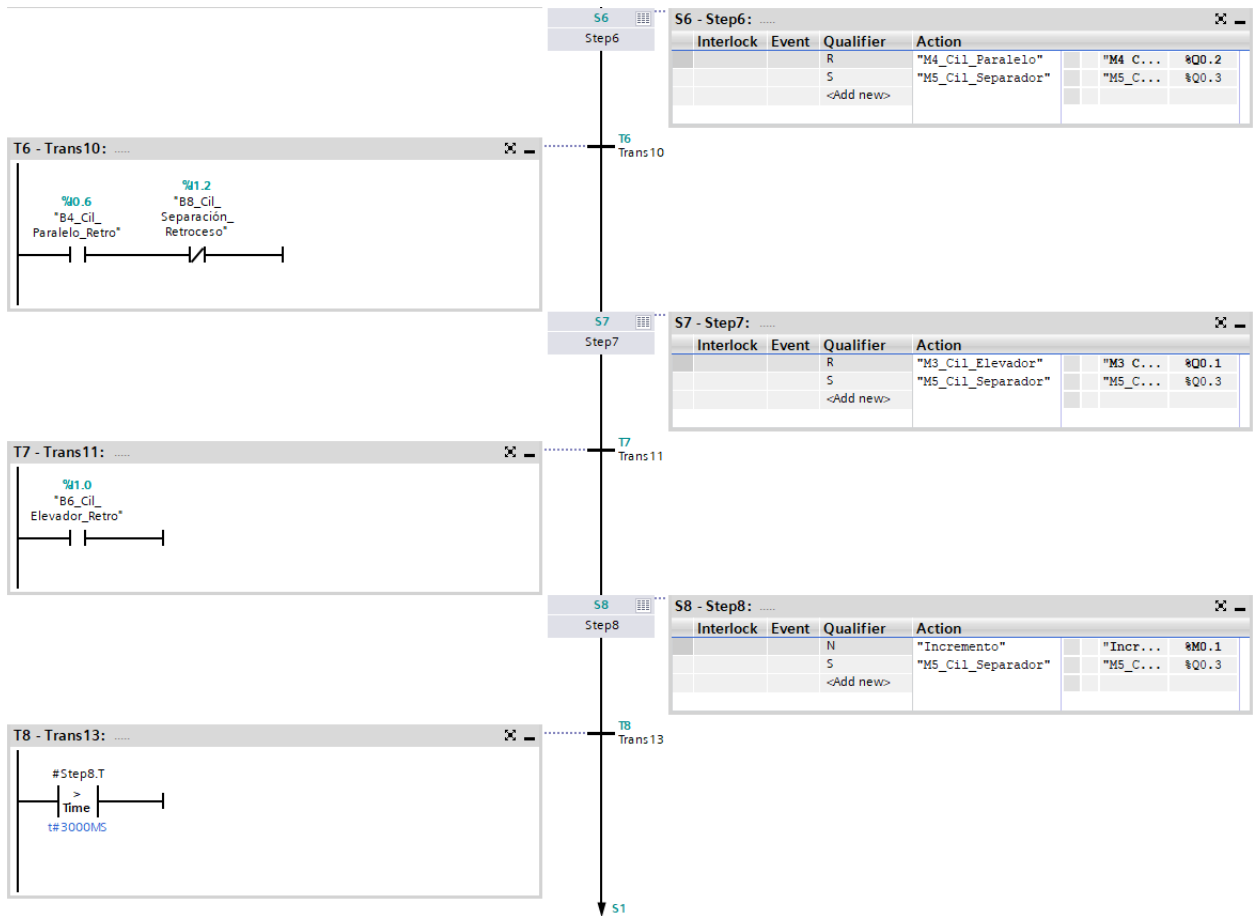 S6
Step6
S6 - Step6: .....
Interlock Event Qualifier Action
R "M4_Cil_Paralelo" "M4 C... %Q0.2
S "M5_Cil_Separador" "M5_C... %Q0.3
<Add new>
T6 - Trans10: .....
T6
Trans10
%I0.6
"B4_Cil_
Paralelo_Retro"
%I1.2
"B8_Cil_
Separación_
Retroceso"
S7
Step7
S7 - Step7: .....
Interlock Event Qualifier Action
R "M3_Cil_Elevador" "M3 C... %Q0.1
S "M5_Cil_Separador" "M5_C... %Q0.3
<Add new>
T7 - Trans11: .....
T7
Trans11
%I1.0
"B6_Cil_
Elevador_Retro"
S8
Step8
S8 - Step8: .....
Interlock Event Qualifier Action
N "Incremento" "Incr... %M0.1
S "M5_Cil_Separador" "M5_C... %Q0.3
<Add new>
T8 - Trans13: .....
T8
Trans13
#Step8.T
>
Time
t#3000MS
S1